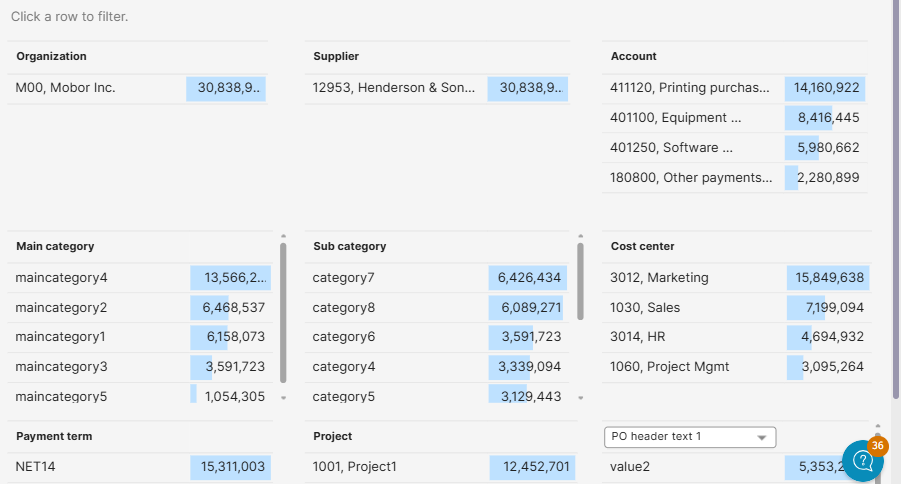 Click a row to filter.
Organization
M00, Mobor Inc. 30,838,9..
Supplier
12953, Henderson & Son... 30,838,9...
Account
411120, Printing purchas... 14,160,922
401100, Equipment ... 8,416,445
401250, Software ... 5,980,662
180800, Other payments... 2,280,899
Main category
maincategory4 13,566,2...
maincategory2 6,468,537
maincategory1 6,158,073
maincategory3 3,591,723
maincategory5 1,054,305
Sub category
category7 6,426,434
category8 6,089,271
category6 3,591,723
category4 3,339,094
category5 3,129,443
Cost center
3012, Marketing 15,849,638
1030, Sales 7,199,094
3014, HR 4,694,932
1060, Project Mgmt 3,095,264
Payment term
NET14 15,311,003
Project
1001, Project1 12,452,701
PO header text 1
value2 5,353,2
36
?